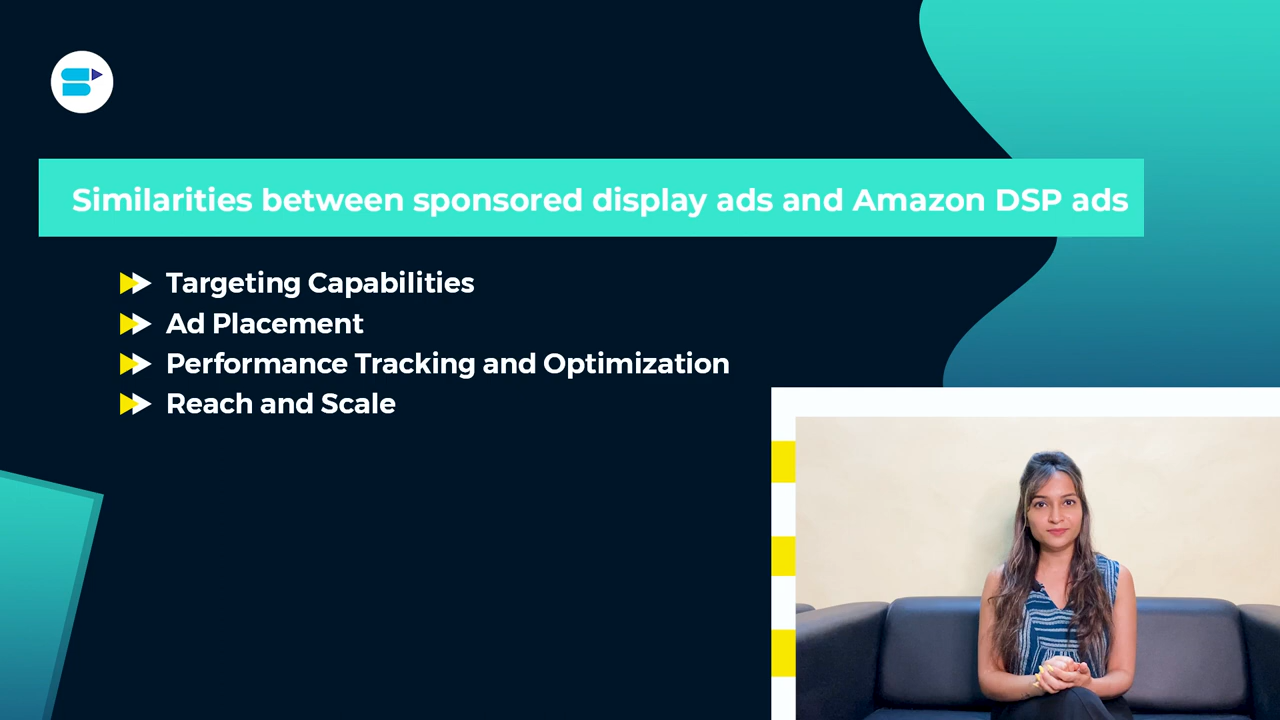 Similarities between sponsored display ads and Amazon DSP ads
Targeting Capabilities
Ad Placement
Performance Tracking and Optimization
Reach and Scale